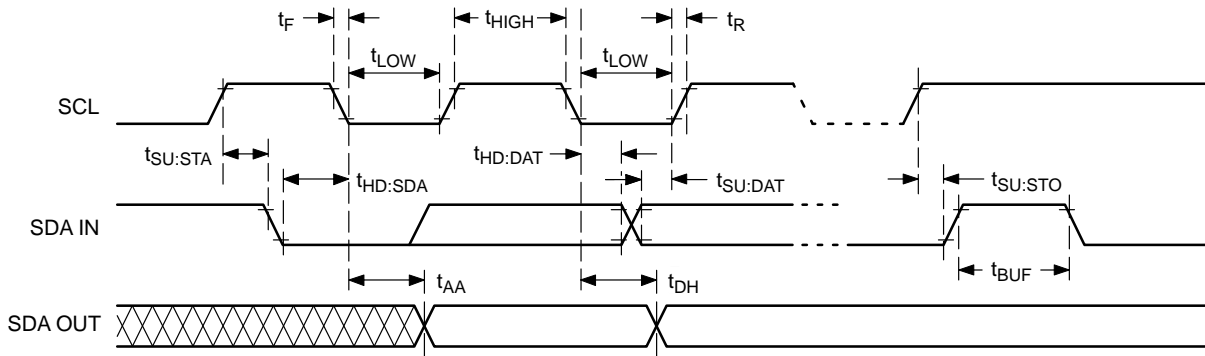 tF tHIGH tR
tLOW tLOW
SCL
tSU:STA tHD:SDA tHD:DAT tSU:DAT tSU:STO
SDA IN
tAA tDH tBUF
SDA OUT